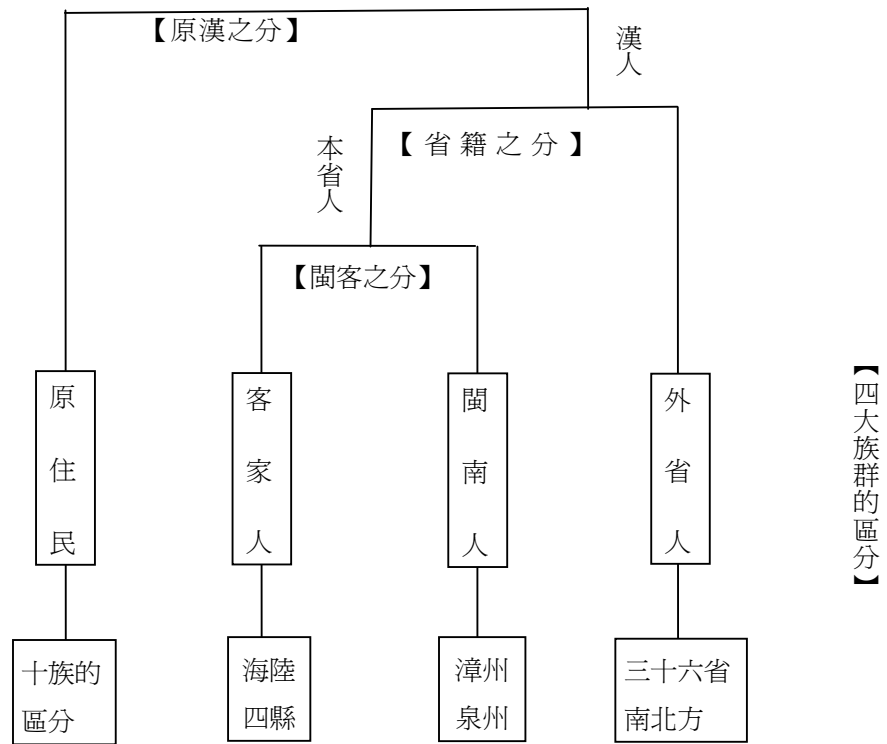 【原漢之分】
漢人
【省籍之分】
本省人
【閩客之分】
原住民
客家人
閩南人
外省人
【四大族群的區分】
十族的
區分
海陸
四縣
漳州
泉州
三十六省
南北方